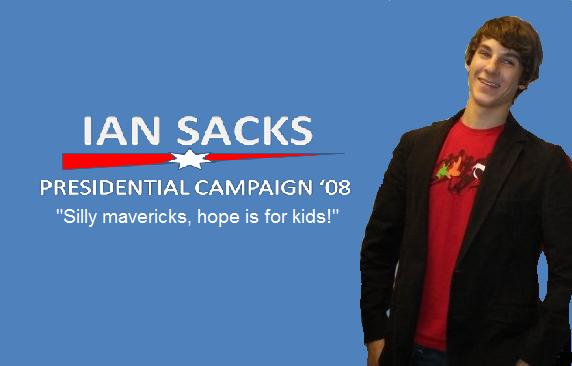 IAN SACKS
PRESIDENTIAL CAMPAIGN ‘08
"Silly mavericks, hope is for kids!"